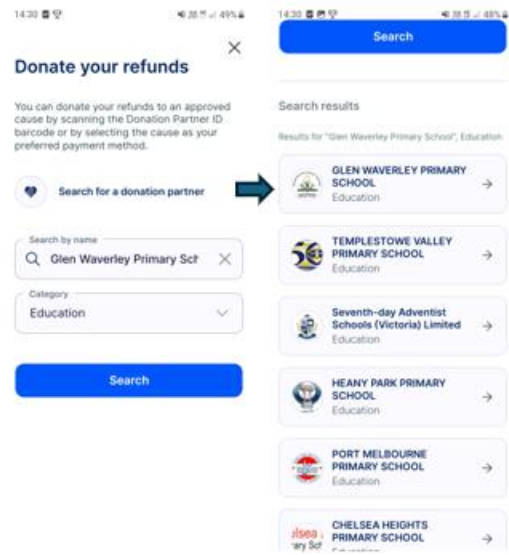 14:30
49%
Donate your refunds
You can donate your refunds to an approved
cause by scanning the Donation Partner ID
barcode or by selecting the cause as your
preferred payment method.
Search for a donation partner
Search by name
Glen Waverley Primary Sch
Category
Education
Search
14:30
48%
Search
Search results
Results for "Glen Waverley Primary School", Education
GLEN WAVERLEY PRIMARY
SCHOOL
Education
TEMPLESTOWE VALLEY
PRIMARY SCHOOL
Education
Seventh-day Adventist
Schools (Victoria) Limited
Education
HEANY PARK PRIMARY
SCHOOL
Education
PORT MELBOURNE
PRIMARY SCHOOL
Education
CHELSEA HEIGHTS
PRIMARY SCHOOL